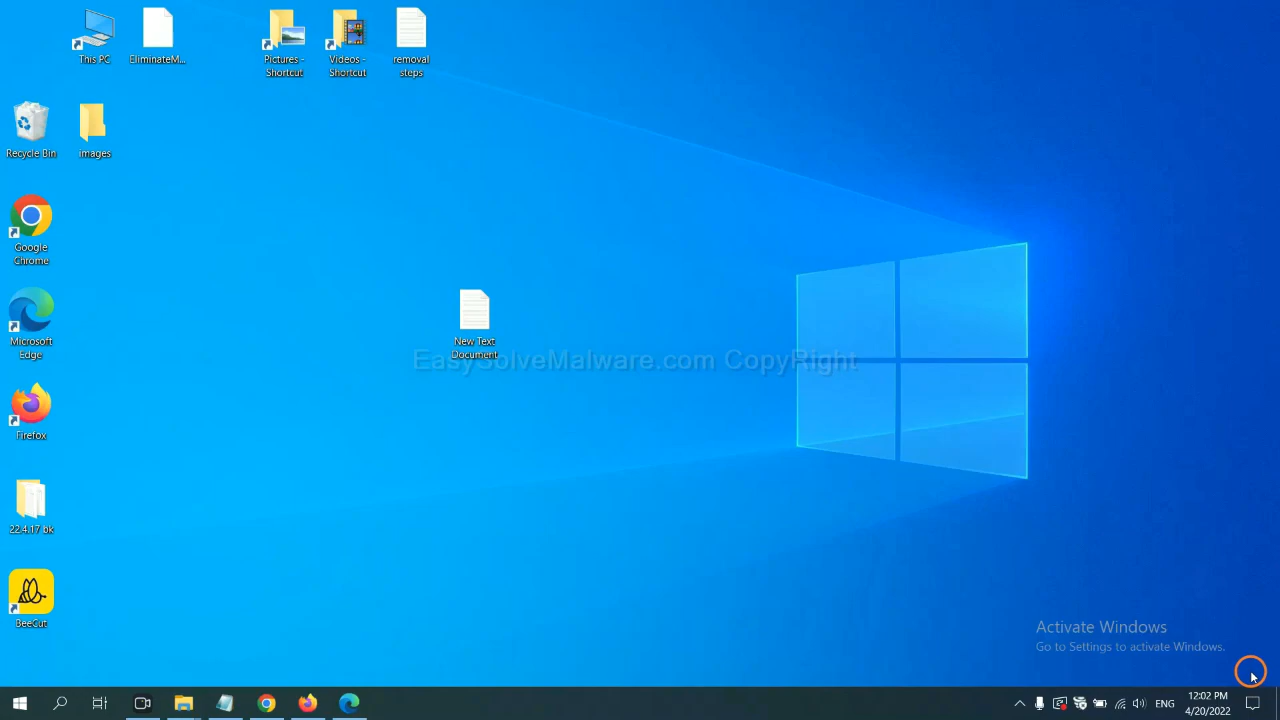 This PC
EliminateM...
Pictures -
Shortcut
Videos -
Shortcut
removal
steps
Recycle Bin
images
Google
Chrome
Microsoft
Edge
New Text
Document
EasySolveMalware.com CopyRight
Firefox
22.4.17 bk
BeeCut
Activate Windows
Go to Settings to activate Windows.
ENG
12:02 PM
4/20/2022